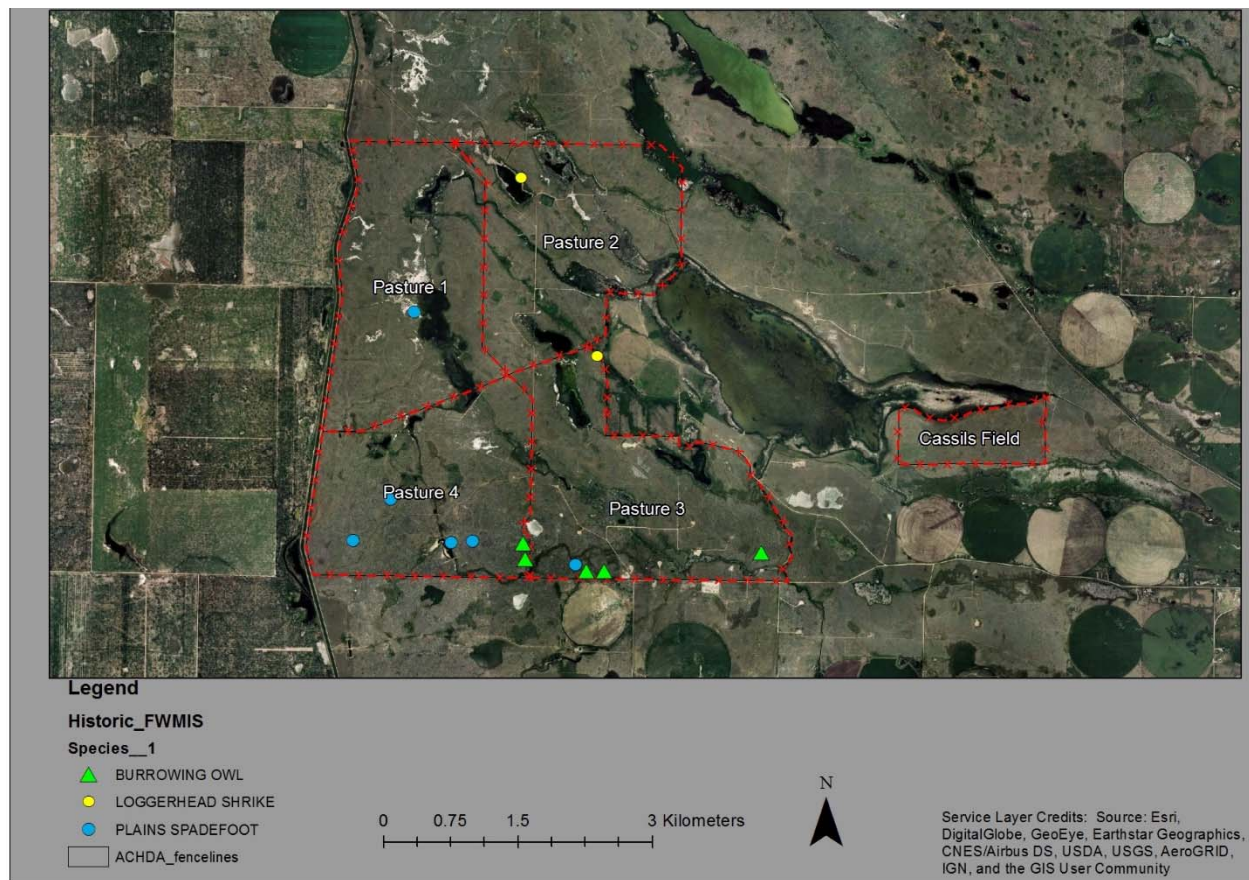 Pasture 2
Pasture 1
Cassils Field
Pasture 4
Pasture 3
Legend
Historic_FWMIS
Species__1
BURROWING OWL
LOGGERHEAD SHRIKE
PLAINS SPADEFOOT
ACHDA_fencelines
0 0.75 1.5 3 Kilometers
N
Service Layer Credits: Source: Esri,
DigitalGlobe, GeoEye, Earthstar Geographics,
CNES/Airbus DS, USDA, USGS, AeroGRID,
IGN, and the GIS User Community